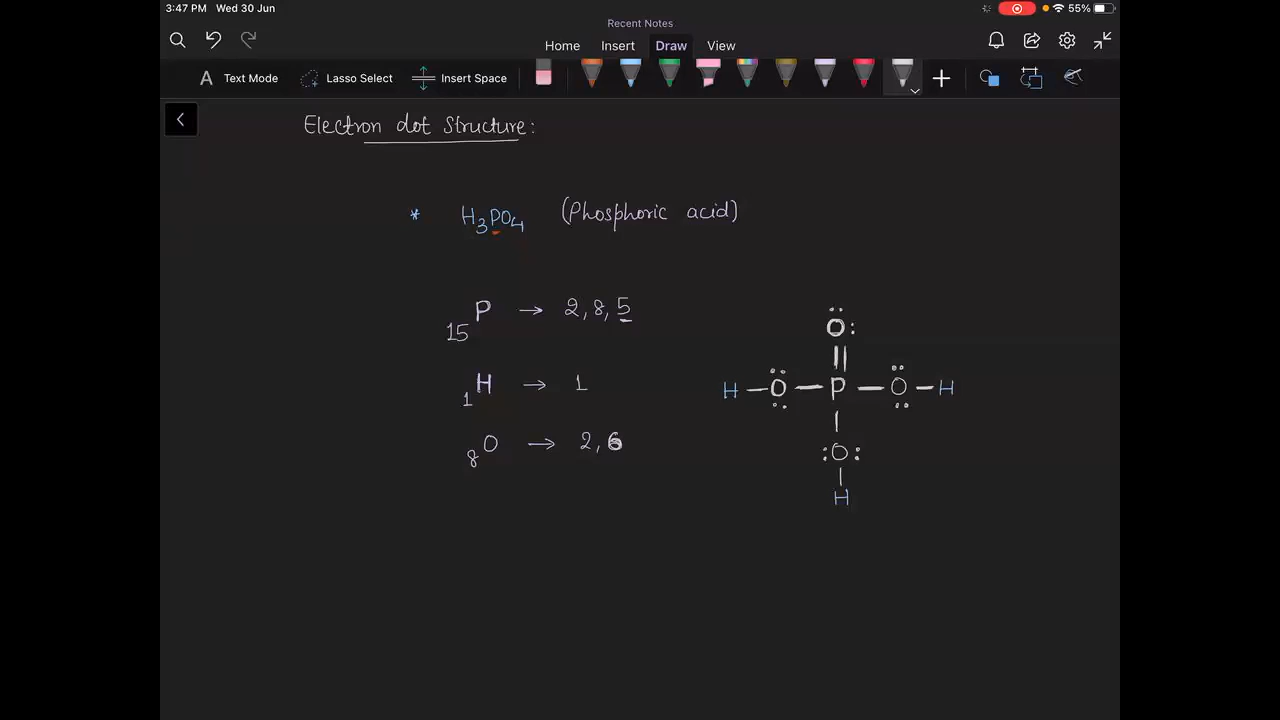 3:47 PM Wed 30 Jun
55%
Recent Notes
Home Insert Draw View
A Text Mode Lasso Select Insert Space
Electron dot Structure:
* H₃PO₄ (Phosphoric acid)
₁₅P → 2, 8, 5
₁H → 1
₈O → 2, 6
O
H O P O H
O
H